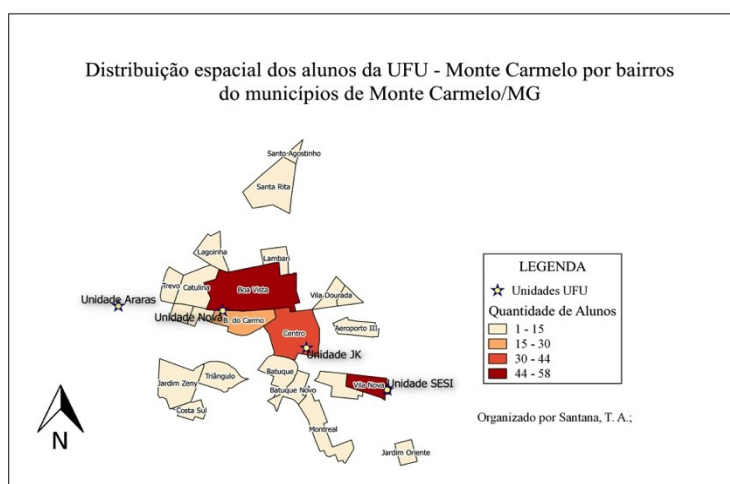 Distribuição espacial dos alunos da UFU - Monte Carmelo por bairros
do municípios de Monte Carmelo/MG
Santo Agostinho
Santa Rita
Lagoinha
Lambari
Trevo
Catulina
Boa Vista
Vila Dourada
Unidade Araras
Unidade Nova
B. do Carmo
Centro
Aeroporto III
Unidade JK
Jardim Zeny
Triângulo
Batuque
Batuque Novo
Vila Nova
Unidade SESI
Costa Sul
Montreal
Jardim Oriente
N
LEGENDA
Unidades UFU
Quantidade de Alunos
1 - 15
15 - 30
30 - 44
44 - 58
Organizado por Santana, T. A.;